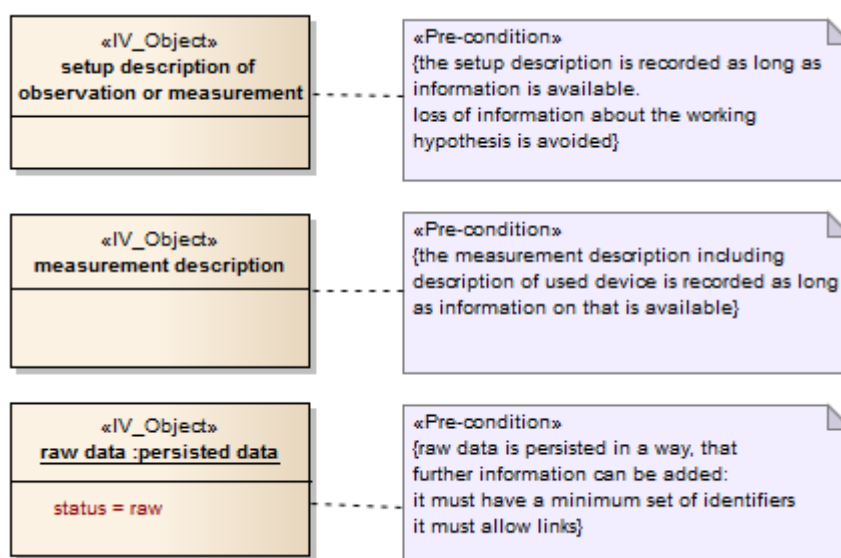 «IV_Object»
setup description of
observation or measurement
«Pre-condition»
{the setup description is recorded as long as
information is available.
loss of information about the working
hypothesis is avoided}
«IV_Object»
measurement description
«Pre-condition»
{the measurement description including
description of used device is recorded as long
as information on that is available}
«IV_Object»
raw data :persisted data
status = raw
«Pre-condition»
{raw data is persisted in a way, that
further information can be added:
it must have a minimum set of identifiers
it must allow links}